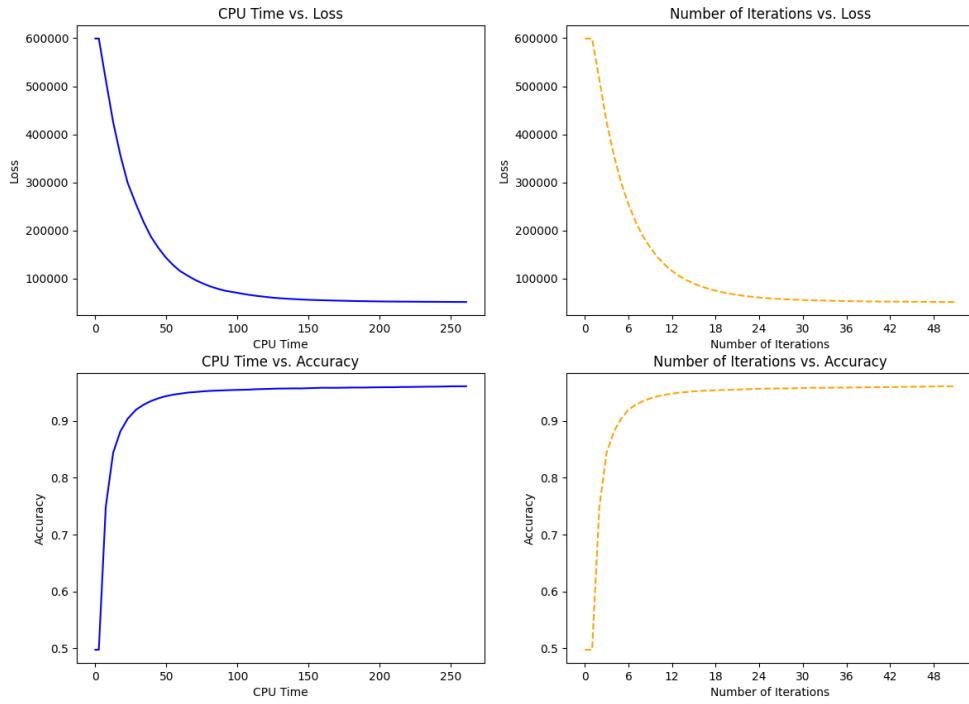 CPU Time vs. Loss
600000
500000
400000
300000
200000
100000
Loss
0 50 100 150 200 250
CPU Time
Number of Iterations vs. Loss
600000
500000
400000
300000
200000
100000
Loss
0 6 12 18 24 30 36 42 48
Number of Iterations
CPU Time vs. Accuracy
0.9
0.8
0.7
0.6
0.5
Accuracy
0 50 100 150 200 250
CPU Time
Number of Iterations vs. Accuracy
0.9
0.8
0.7
0.6
0.5
Accuracy
0 6 12 18 24 30 36 42 48
Number of Iterations